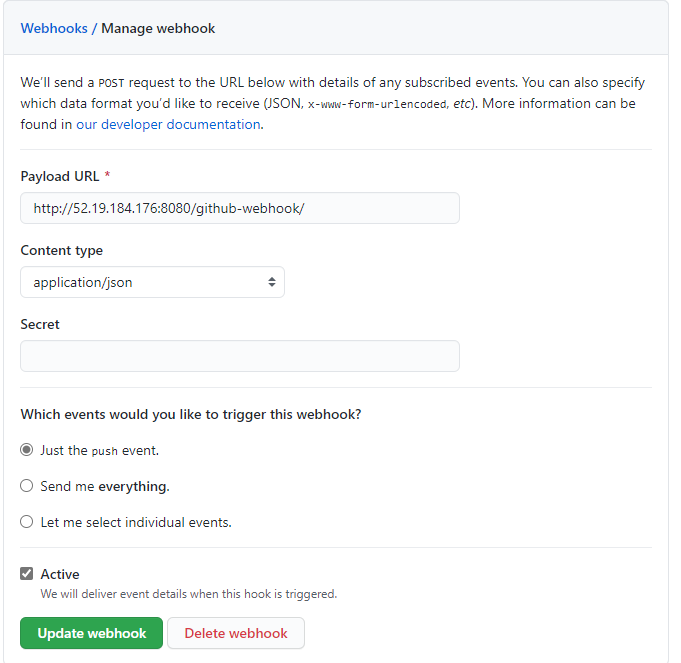 Webhooks / Manage webhook
We’ll send a POST request to the URL below with details of any subscribed events. You can also specify
which data format you’d like to receive (JSON, x-www-form-urlencoded, etc). More information can be
found in our developer documentation.
Payload URL *
http://52.19.184.176:8080/github-webhook/
Content type
application/json
Secret
Which events would you like to trigger this webhook?
Just the push event.
Send me everything.
Let me select individual events.
Active
We will deliver event details when this hook is triggered.
Update webhook Delete webhook